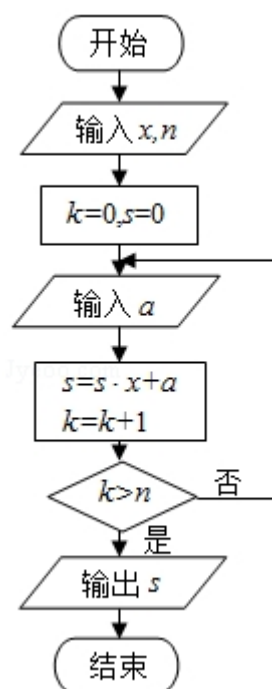 开始
输入 x,n
k=0,s=0
输入 a
s=s·x+a
k=k+1
k>n
否
是
输出 s
结束